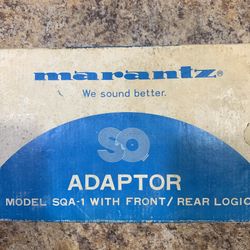 marantz®
We sound better.
SQ
ADAPTOR
MODEL SQA-1 WITH FRONT/ REAR LOGIC